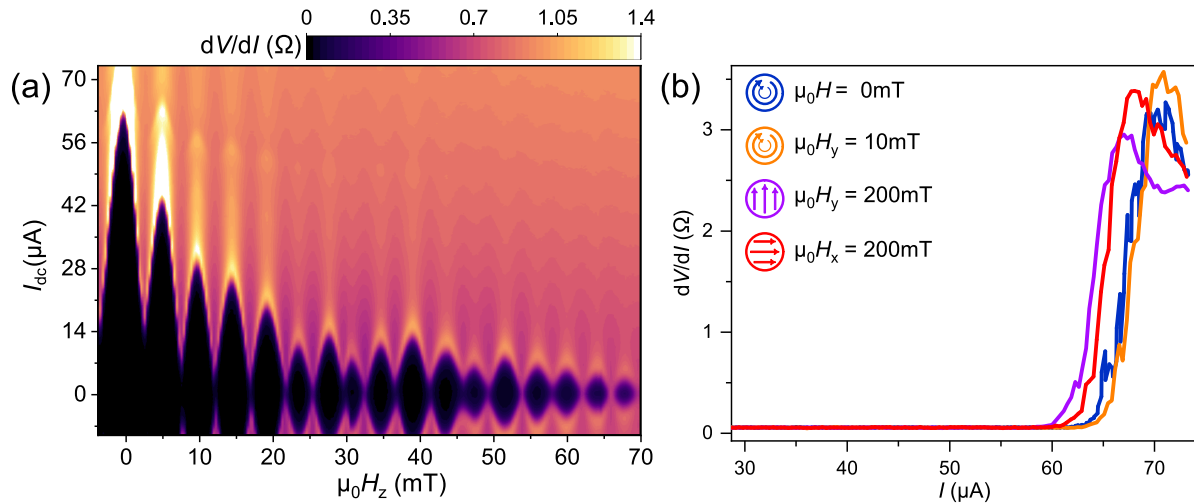 0 0.35 0.7 1.05 1.4
dV/dI (Ω)
(a)
70
56
42
28
14
0
I_dc(μA)
0 10 20 30 40 50 60 70
μ₀H_z (mT)
(b)
μ₀H = 0mT
μ₀H_y = 10mT
μ₀H_y = 200mT
μ₀H_x = 200mT
3
2
1
0
dV/dI (Ω)
30 40 50 60 70
I (μA)